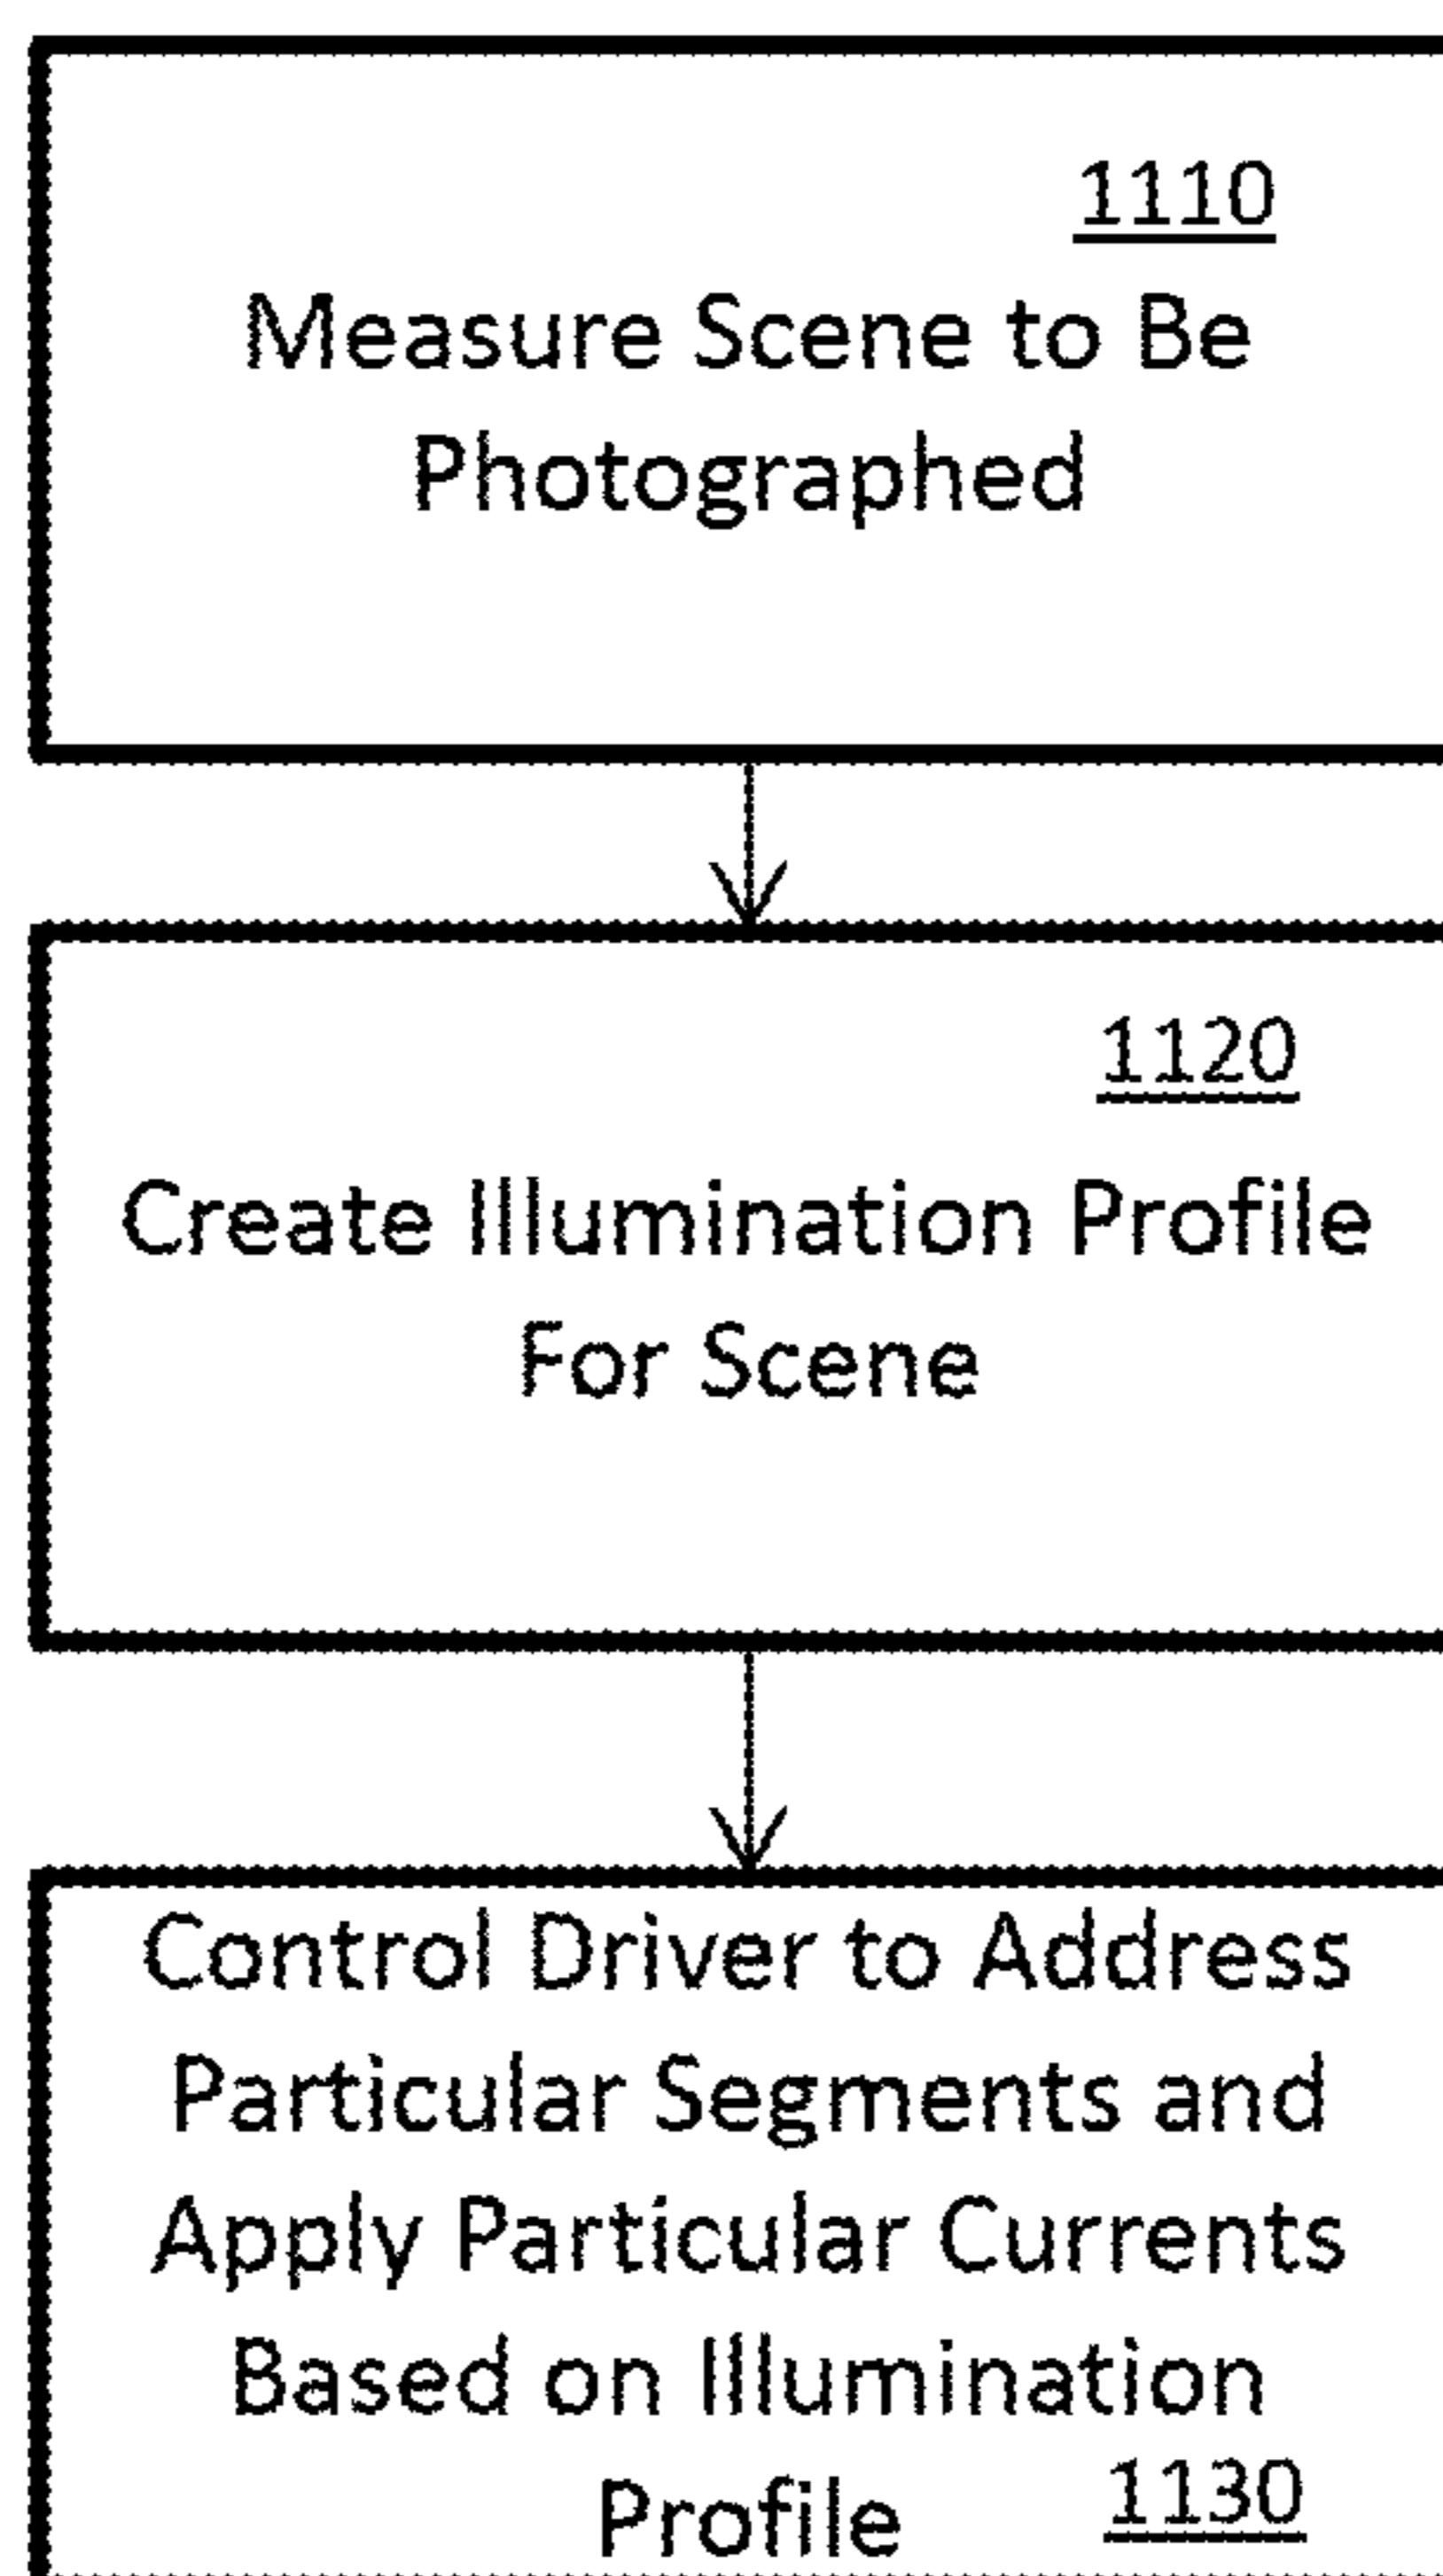 1110
Measure Scene to Be
Photographed
1120
Create Illumination Profile
For Scene
Control Driver to Address
Particular Segments and
Apply Particular Currents
Based on Illumination
Profile 1130